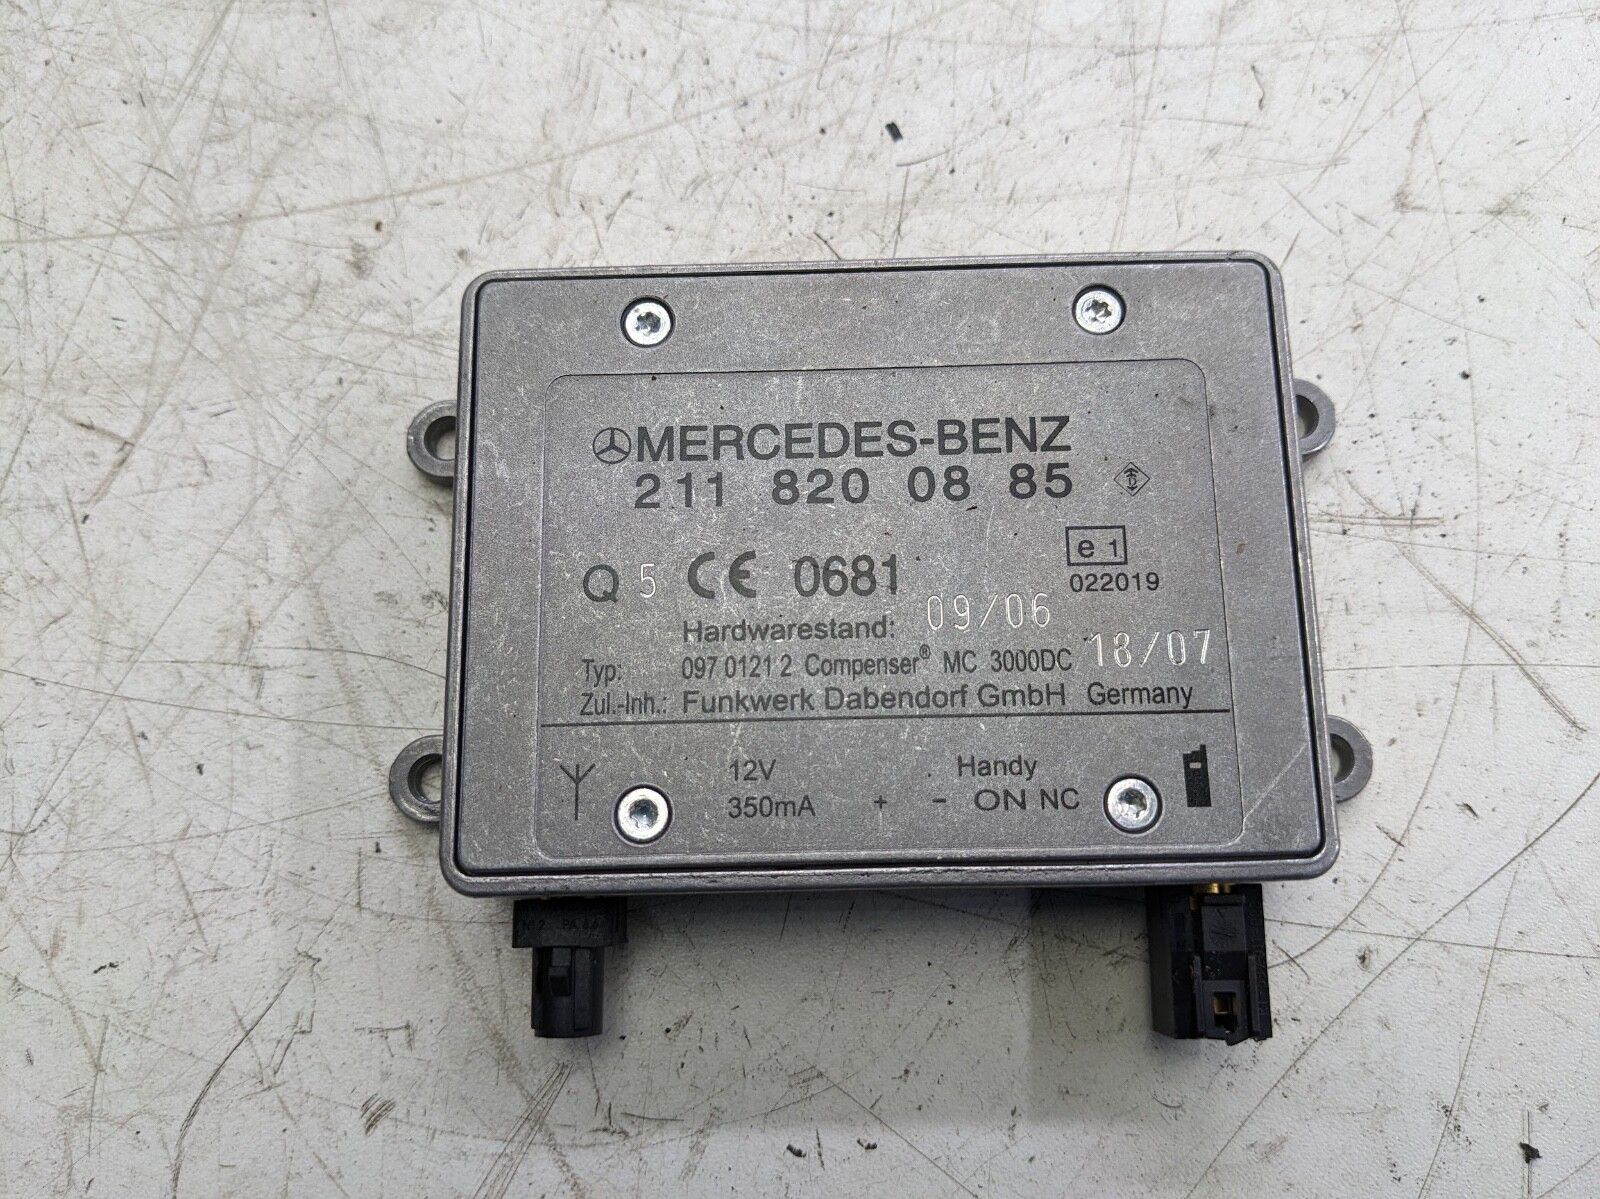 MERCEDES-BENZ
211 820 08 85
e 1
022019
Q 5 CE 0681
Hardwarestand: 09/06
Typ: 097 0121 2 Compenser® MC 3000DC 18/07
Zul.-Inh.: Funkwerk Dabendorf GmbH Germany
12V Handy
350mA + - ON NC